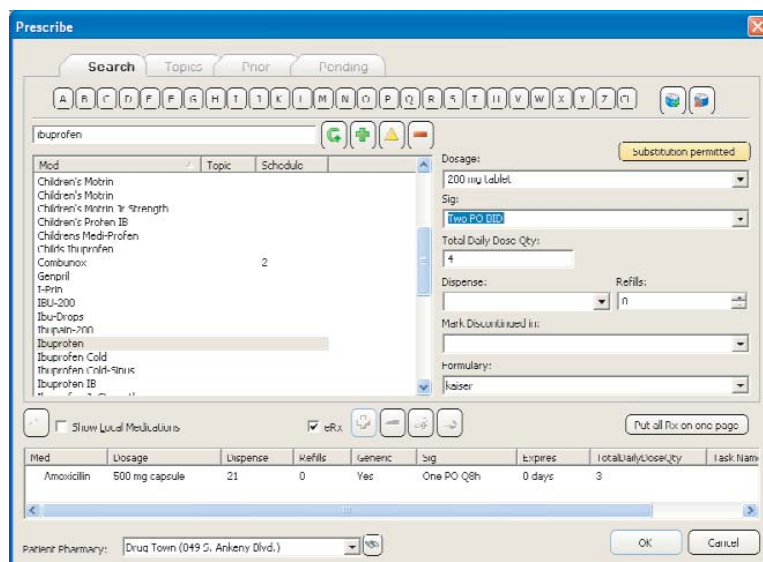 Prescribe
Search Topics Prior Pending
A B C D E F G H I J K L M N O P Q R S T U V W X Y Z CL
ibuprofen
Substitution permitted
Med Topic Schedule
Children's Motrin
Children's Motrin
Children's Motrin Jr Strength
Children's Profen IB
Childrens Medi-Profen
Childs Ibuprofen
Combunox 2
Genpril
I-Prin
IBU-200
Ibu-Drops
Ibupain-200
Ibuprofen
Ibuprofen Cold
Ibuprofen Cold-Sinus
Ibuprofen IB
Dosage:
200 mg tablet
Sig:
Two PO BID
Total Daily Dose Qty:
4
Dispense: Refills:
0
Mark Discontinued in:
Formulary:
kaiser
Show Local Medications eRx Put all Rx on one page
Med Dosage Dispense Refills Generic Sig Expires TotalDailyDoseQty Task Name
Amoxicillin 500 mg capsule 21 0 Yes One PO Q8h 0 days 3
Patient Pharmacy: Drug Town (849 S. Ankeny Blvd.) OK Cancel